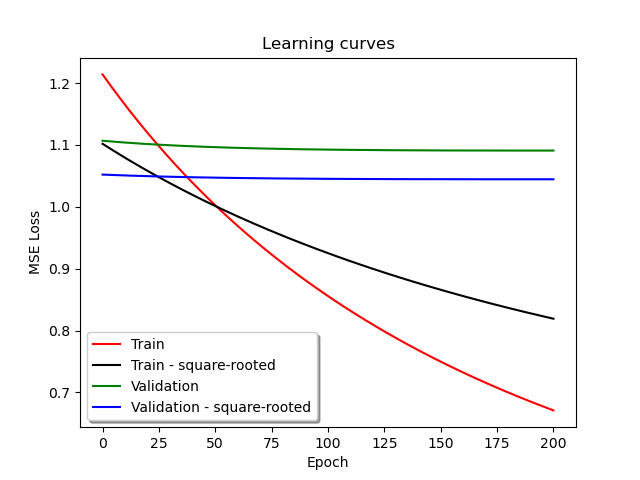 Learning curves
MSE Loss
1.2
1.1
1.0
0.9
0.8
0.7
Train
Train - square-rooted
Validation
Validation - square-rooted
0 25 50 75 100 125 150 175 200
Epoch